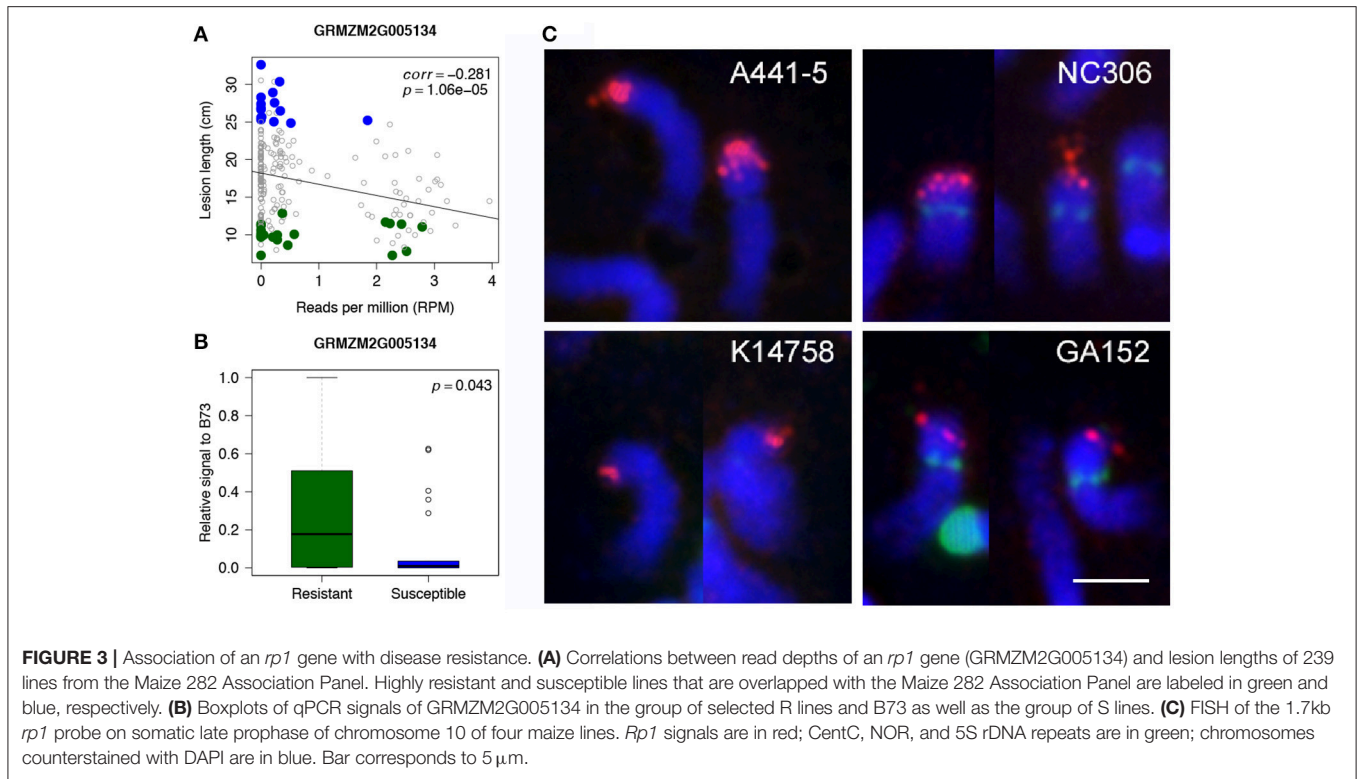 A
GRMZM2G005134
corr = −0.281
p = 1.06e−05
Lesion length (cm)
30
25
20
15
10
0 1 2 3 4
Reads per million (RPM)
B
GRMZM2G005134
p = 0.043
Relative signal to B73
1.0
0.8
0.6
0.4
0.2
0.0
Resistant Susceptible
C
A441-5
NC306
K14758
GA152
FIGURE 3 | Association of an rp1 gene with disease resistance. (A) Correlations between read depths of an rp1 gene (GRMZM2G005134) and lesion lengths of 239
lines from the Maize 282 Association Panel. Highly resistant and susceptible lines that are overlapped with the Maize 282 Association Panel are labeled in green and
blue, respectively. (B) Boxplots of qPCR signals of GRMZM2G005134 in the group of selected R lines and B73 as well as the group of S lines. (C) FISH of the 1.7kb
rp1 probe on somatic late prophase of chromosome 10 of four maize lines. Rp1 signals are in red; CentC, NOR, and 5S rDNA repeats are in green; chromosomes
counterstained with DAPI are in blue. Bar corresponds to 5 μm.